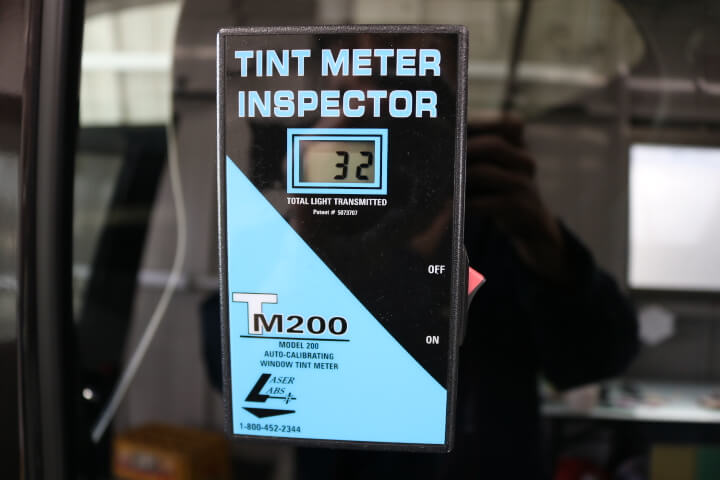 TINT METER
INSPECTOR
32
TOTAL LIGHT TRANSMITTED
Patent # 5073707
OFF
ON
TM200
MODEL 200
AUTO-CALIBRATING
WINDOW TINT METER
LASER
LABS
1-800-452-2344